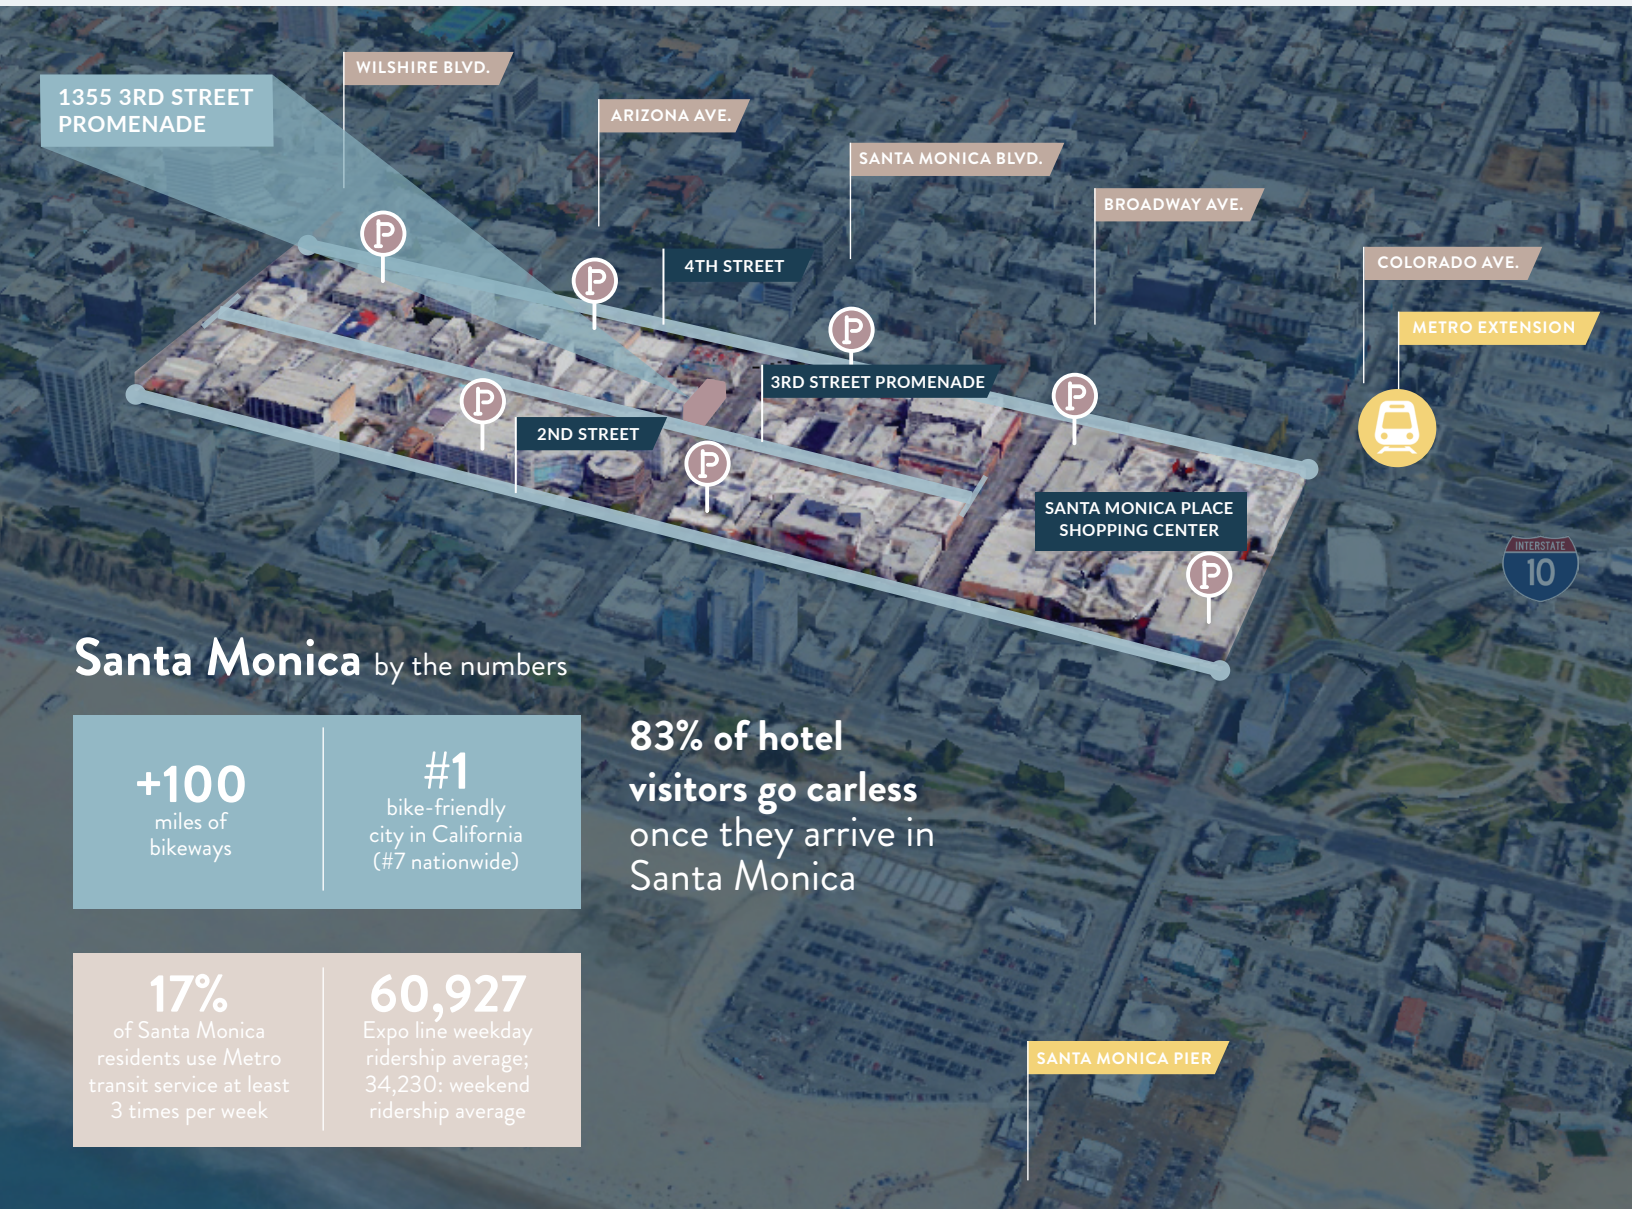 WILSHIRE BLVD.
1355 3RD STREET
PROMENADE
ARIZONA AVE.
SANTA MONICA BLVD.
BROADWAY AVE.
P
4TH STREET
COLORADO AVE.
P
METRO EXTENSION
P
3RD STREET PROMENADE
P
P
2ND STREET
P
SANTA MONICA PLACE
SHOPPING CENTER
INTERSTATE
10
P
Santa Monica by the numbers
+100
miles of
bikeways
#1
bike-friendly
city in California
(#7 nationwide)
83% of hotel
visitors go carless
once they arrive in
Santa Monica
17%
of Santa Monica
residents use Metro
transit service at least
3 times per week
60,927
Expo line weekday
ridership average;
34,230: weekend
ridership average
SANTA MONICA PIER